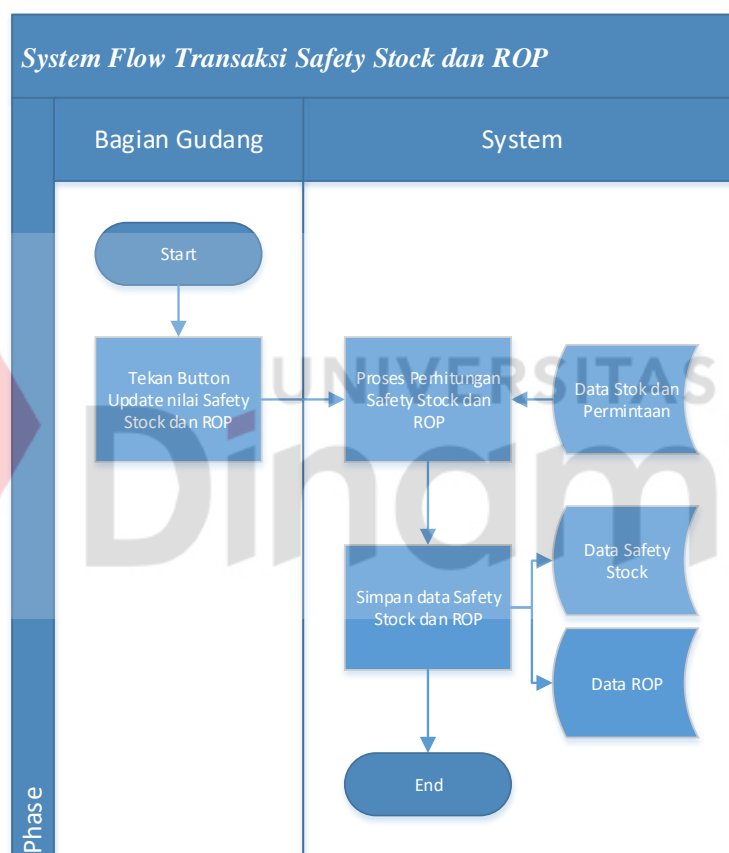 System Flow Transaksi Safety Stock dan ROP
Bagian Gudang
System
Start
Tekan Button
Update nilai Safety
Stock dan ROP
Proses Perhitungan
Safety Stock dan
ROP
Data Stok dan
Permintaan
UNIVERSITAS
Dinam
Simpan data Safety
Stock dan ROP
Data Safety
Stock
Data ROP
End
Phase